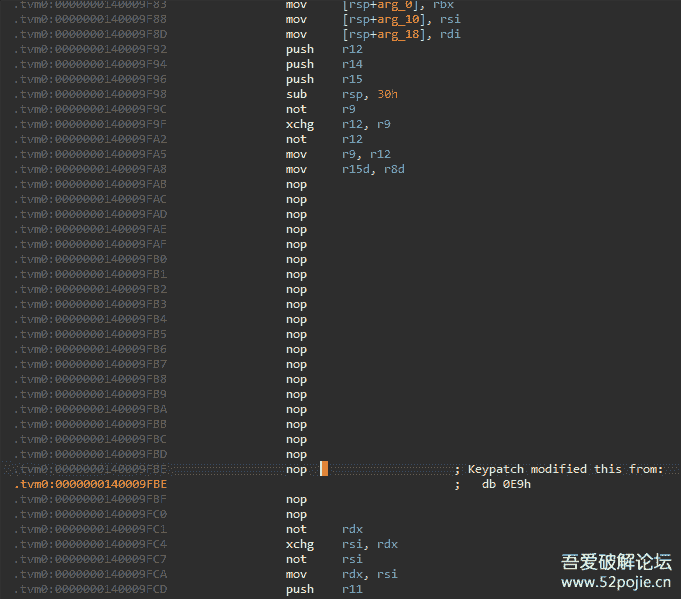 .tvm0:0000000140009F83 mov [rsp+arg_0], rbx
.tvm0:0000000140009F88 mov [rsp+arg_10], rsi
.tvm0:0000000140009F8D mov [rsp+arg_18], rdi
.tvm0:0000000140009F92 push r12
.tvm0:0000000140009F94 push r14
.tvm0:0000000140009F96 push r15
.tvm0:0000000140009F98 sub rsp, 30h
.tvm0:0000000140009F9C not r9
.tvm0:0000000140009F9F xchg r12, r9
.tvm0:0000000140009FA2 not r12
.tvm0:0000000140009FA5 mov r9, r12
.tvm0:0000000140009FA8 mov r15d, r8d
.tvm0:0000000140009FAB nop
.tvm0:0000000140009FAC nop
.tvm0:0000000140009FAD nop
.tvm0:0000000140009FAE nop
.tvm0:0000000140009FAF nop
.tvm0:0000000140009FB0 nop
.tvm0:0000000140009FB1 nop
.tvm0:0000000140009FB2 nop
.tvm0:0000000140009FB3 nop
.tvm0:0000000140009FB4 nop
.tvm0:0000000140009FB5 nop
.tvm0:0000000140009FB6 nop
.tvm0:0000000140009FB7 nop
.tvm0:0000000140009FB8 nop
.tvm0:0000000140009FB9 nop
.tvm0:0000000140009FBA nop
.tvm0:0000000140009FBB nop
.tvm0:0000000140009FBC nop
.tvm0:0000000140009FBD nop
.tvm0:0000000140009FBE nop ; Keypatch modified this from:
.tvm0:0000000140009FBE ; db 0E9h
.tvm0:0000000140009FBF nop
.tvm0:0000000140009FC0 nop
.tvm0:0000000140009FC1 not rdx
.tvm0:0000000140009FC4 xchg rsi, rdx
.tvm0:0000000140009FC7 not rsi
.tvm0:0000000140009FCA mov rdx, rsi
.tvm0:0000000140009FCD push r11
吾爱破解论坛
www.52pojie.cn